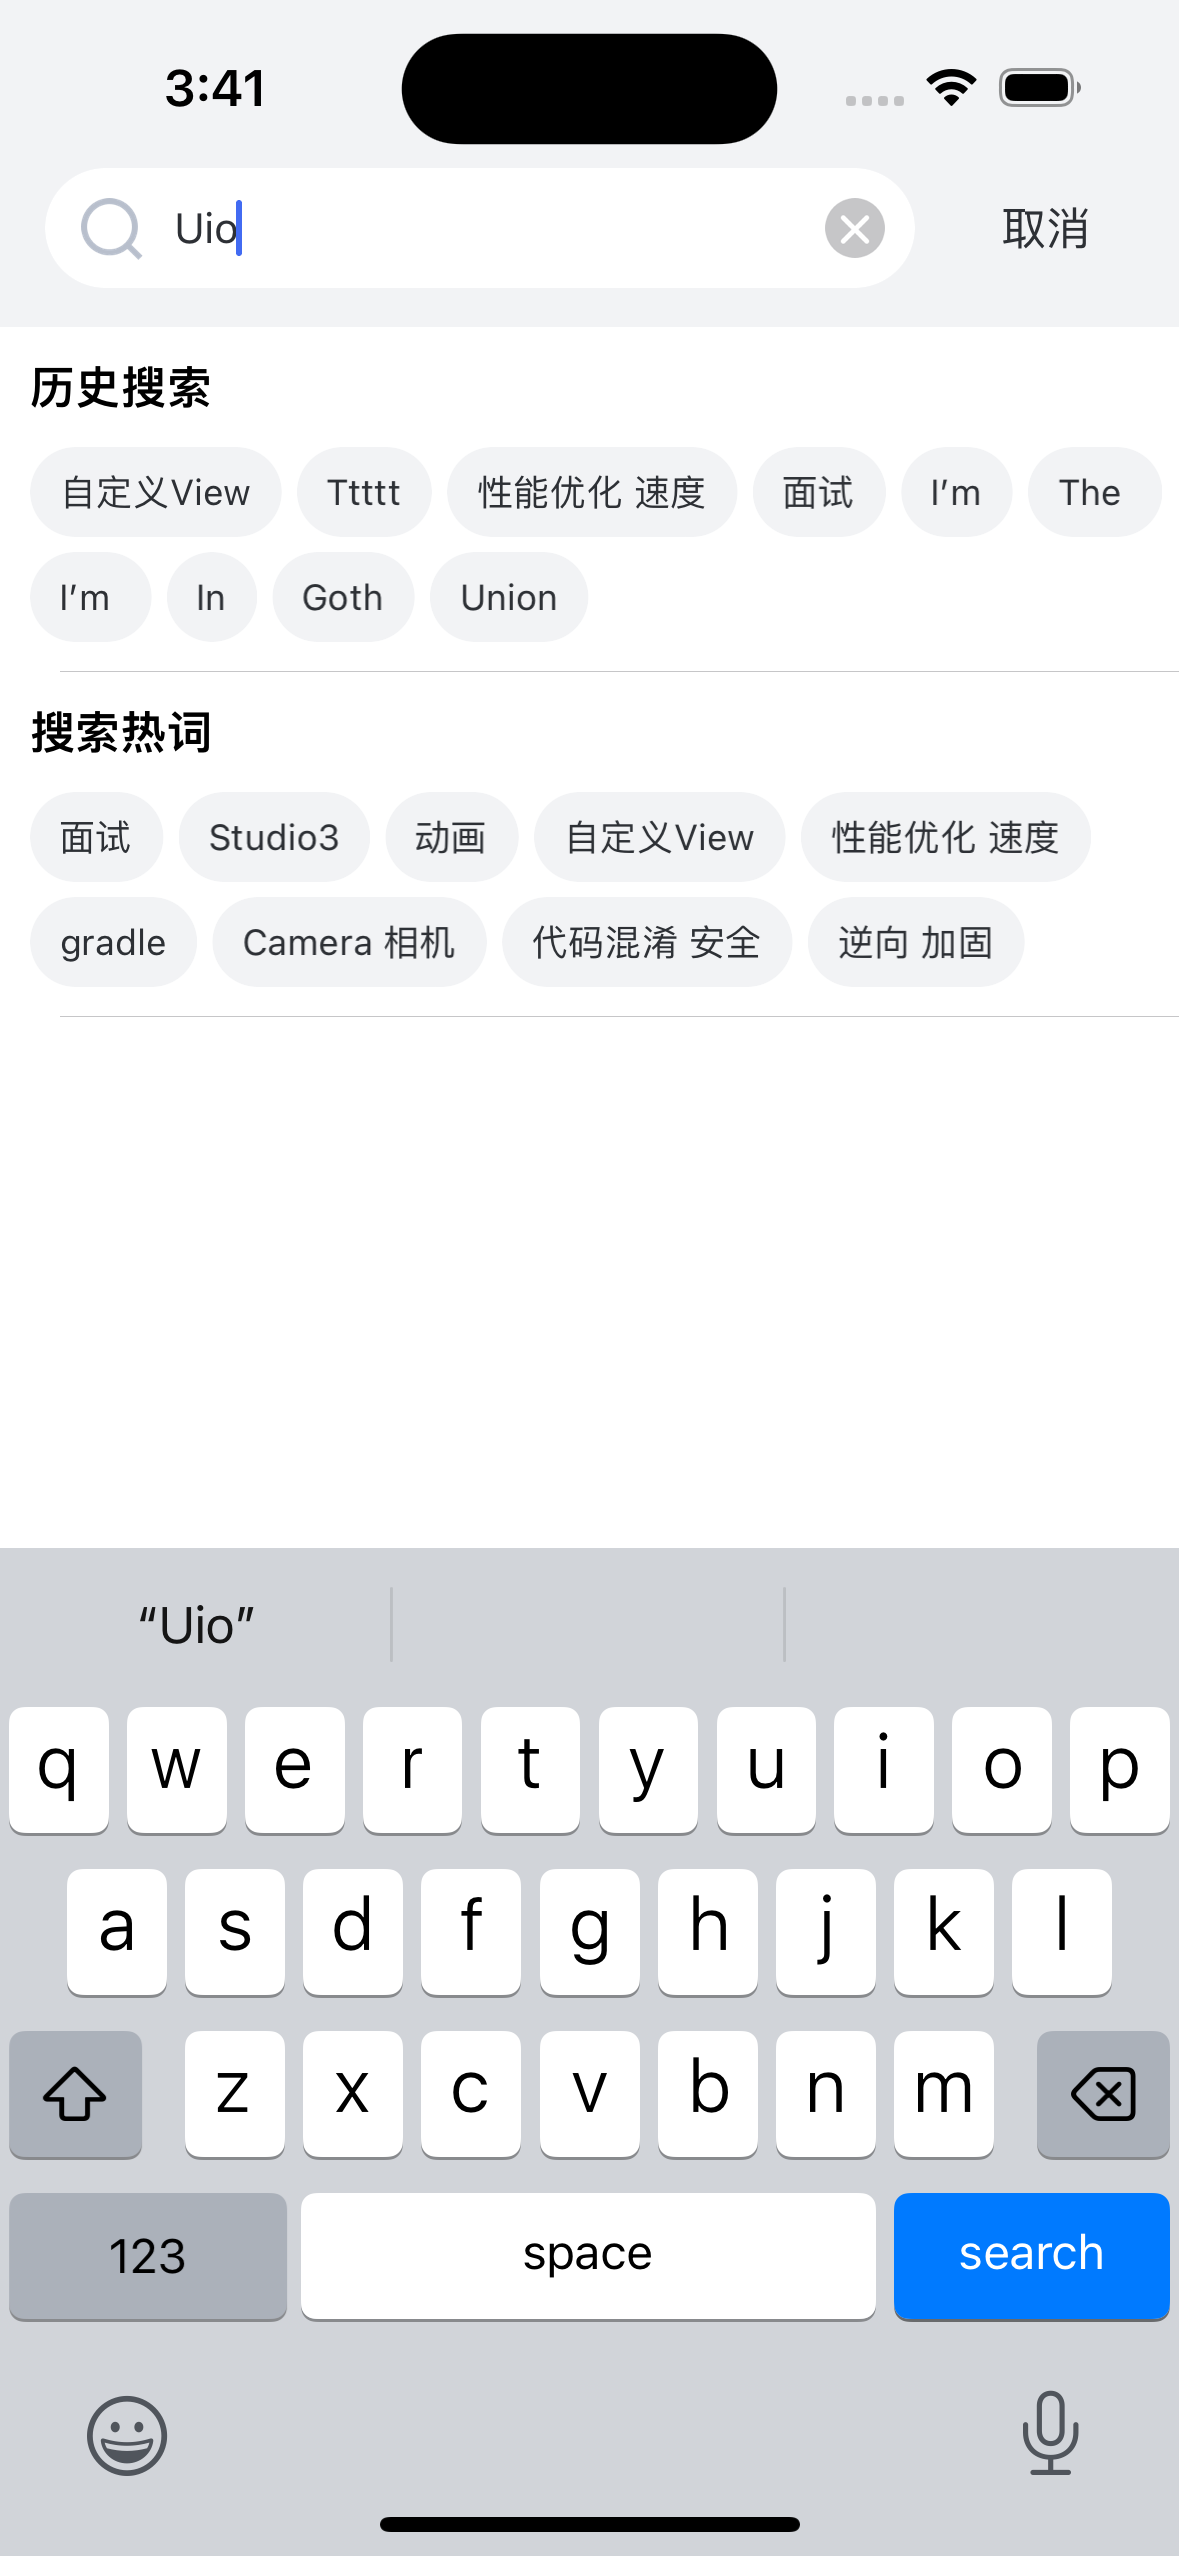 3:41
Uio 取消
历史搜索
自定义View Ttttt 性能优化 速度 面试 I’m The
I’m In Goth Union
搜索热词
面试 Studio3 动画 自定义View 性能优化 速度
gradle Camera 相机 代码混淆 安全 逆向 加固
“Uio”
q w e r t y u i o p
a s d f g h j k l
z x c v b n m
123 space search